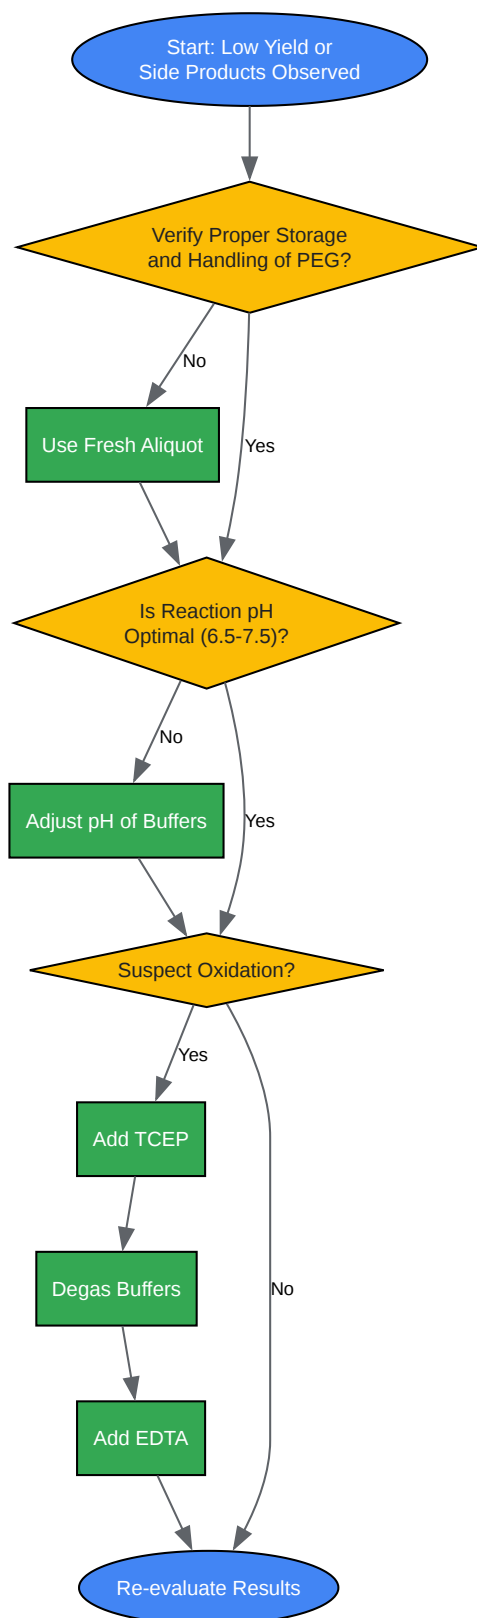 Start: Low Yield or
Side Products Observed
Verify Proper Storage
and Handling of PEG?
No
Use Fresh Aliquot
Yes
Is Reaction pH
Optimal (6.5-7.5)?
No
Adjust pH of Buffers
Yes
Suspect Oxidation?
Yes
Add TCEP
Degas Buffers
No
Add EDTA
Re-evaluate Results